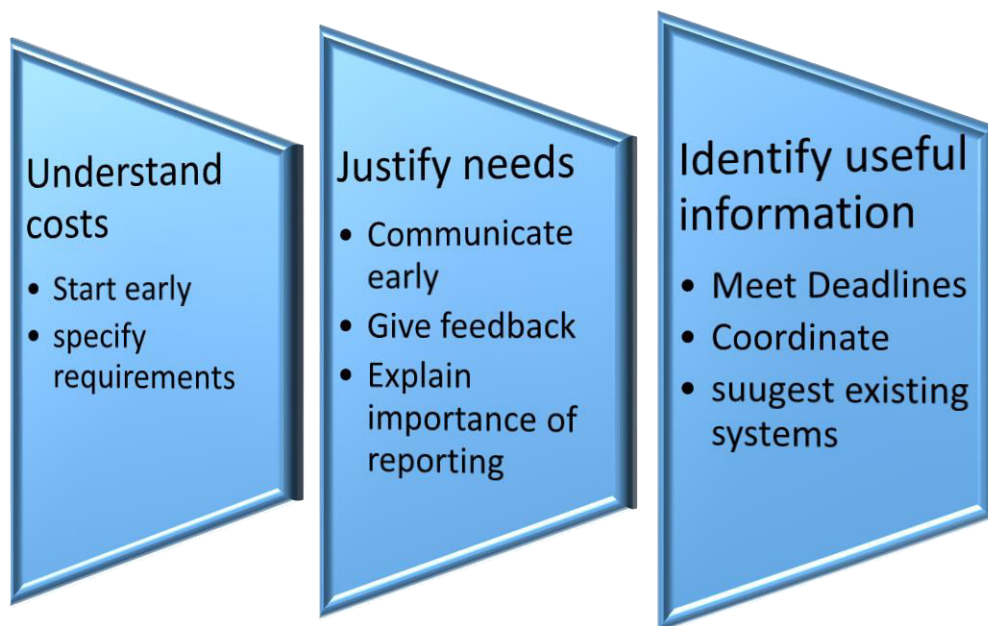 Understand
costs
• Start early
• specify
requirements
Justify needs
• Communicate
early
• Give feedback
• Explain
importance of
reporting
Identify useful
information
• Meet Deadlines
• Coordinate
• suugest existing
systems